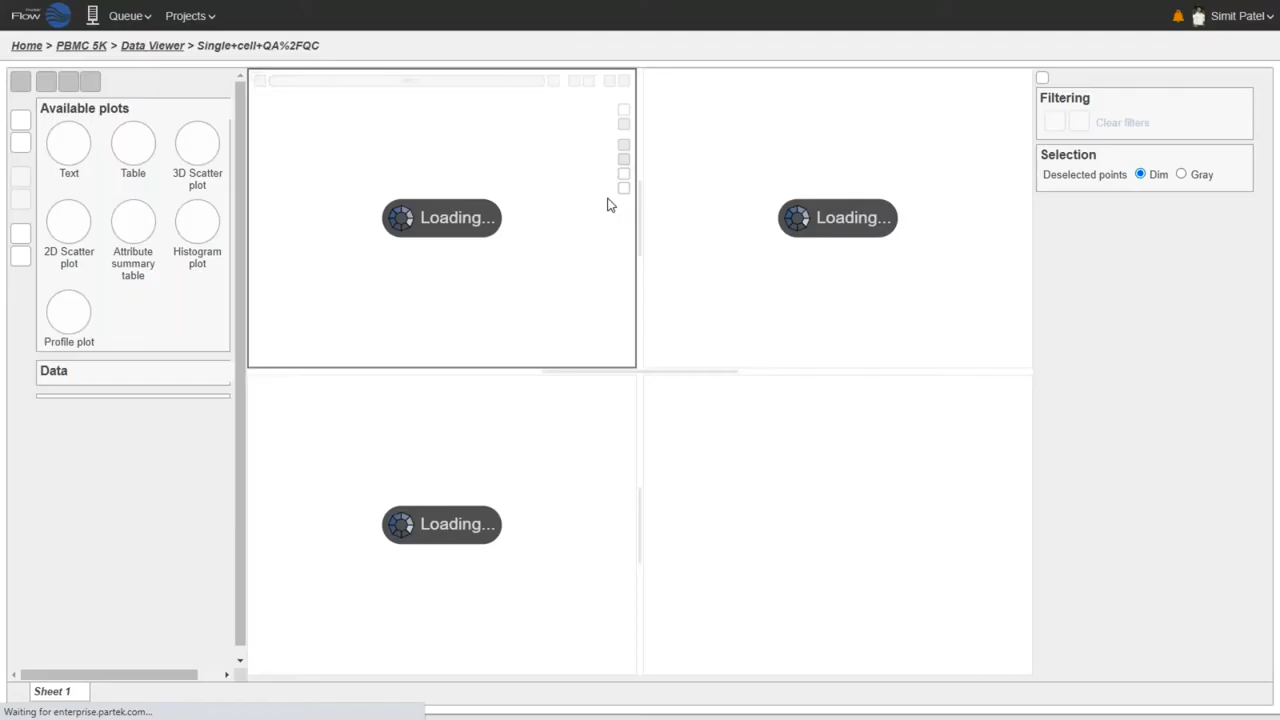 Flow Queue Projects Simit Patel
Home > PBMC 5K > Data Viewer > Single+cell+QA%2FQC
Available plots
Text Table 3D Scatter
plot
2D Scatter Attribute Histogram
plot summary plot
table
Profile plot
Data
Loading...
Loading...
Loading...
Filtering
Clear filters
Selection
Deselected points Dim Gray
Sheet 1
Waiting for enterprise.partek.com...